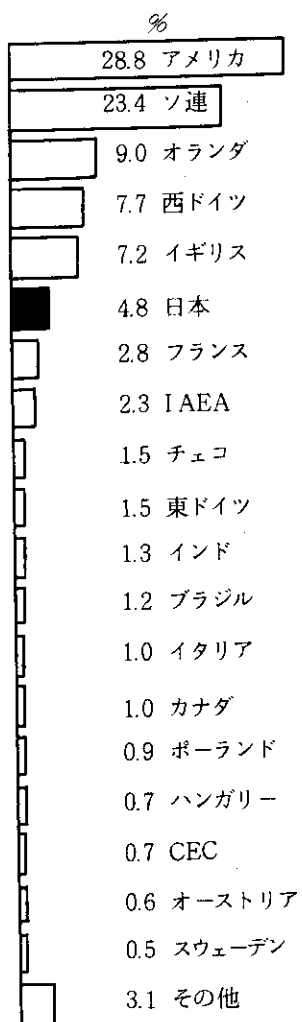 %
28.8 アメリカ
23.4 ソ連
9.0 オランダ
7.7 西ドイツ
7.2 イギリス
4.8 日本
2.8 フランス
2.3 IAEA
1.5 チェコ
1.5 東ドイツ
1.3 インド
1.2 ブラジル
1.0 イタリア
1.0 カナダ
0.9 ポーランド
0.7 ハンガリー
0.7 CEC
0.6 オーストリア
0.5 スウェーデン
3.1 その他